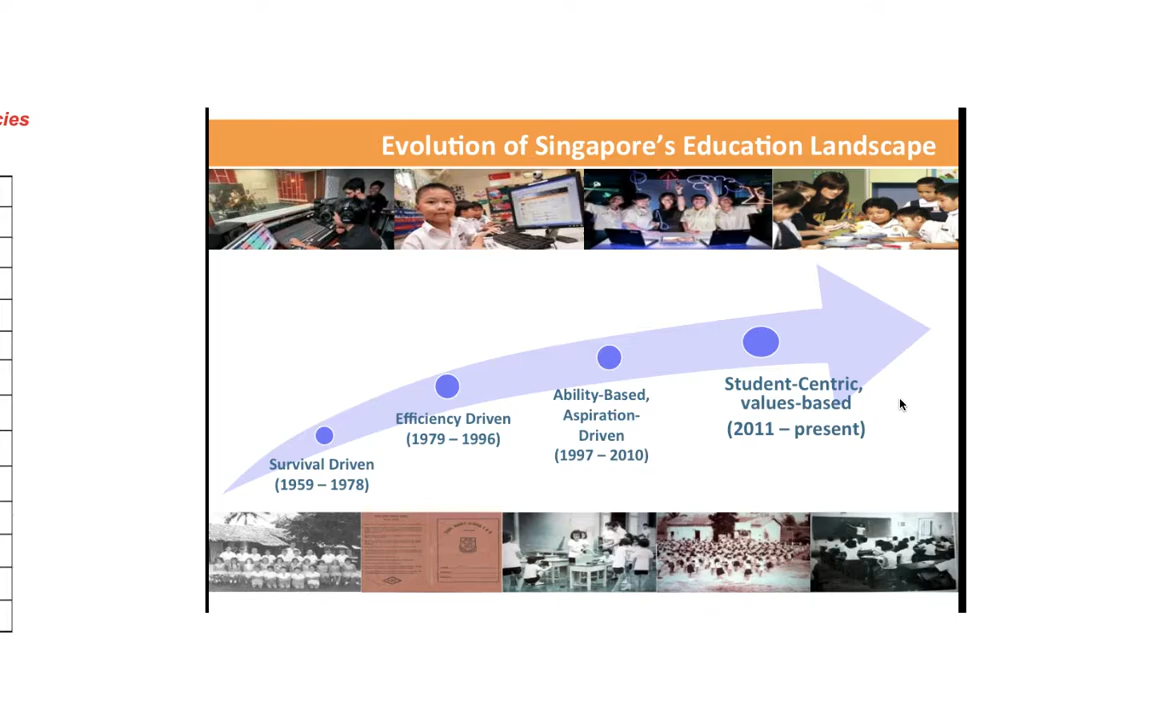 cies
Evolution of Singapore's Education Landscape
Student-Centric,
values-based
(2011 – present)
Ability-Based,
Aspiration-
Driven
(1997 – 2010)
Efficiency Driven
(1979 – 1996)
Survival Driven
(1959 – 1978)